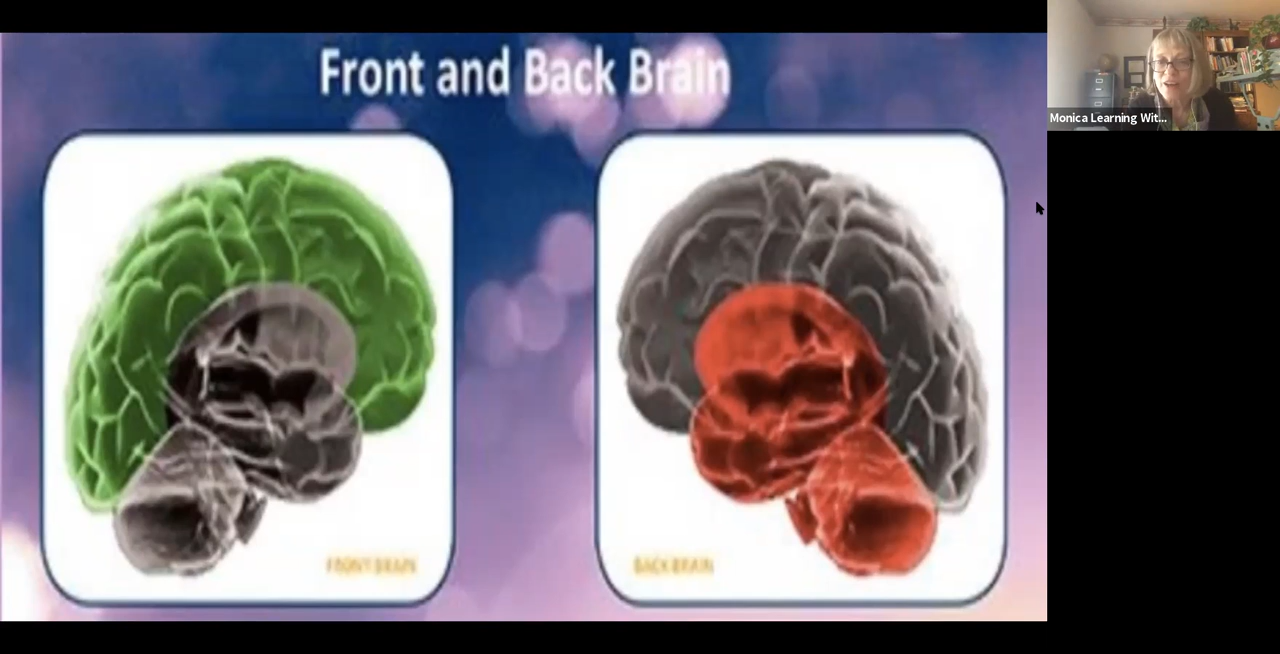 Front and Back Brain
Monica Learning Wit...
FRONT BRAIN
BACK BRAIN